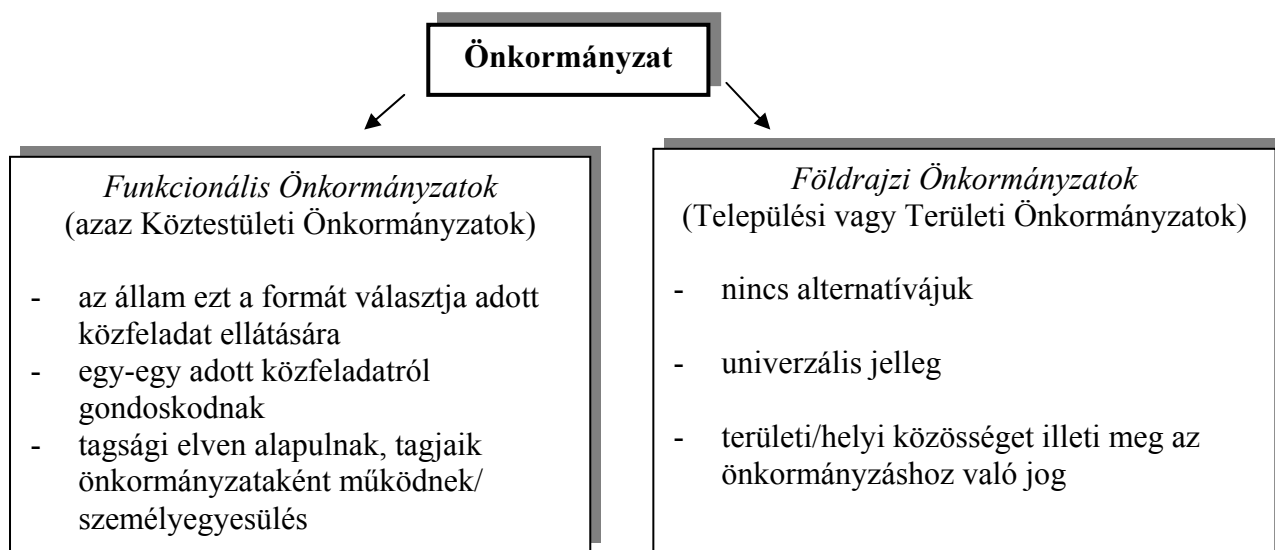 Önkormányzat
Funkcionális Önkormányzatok
(azaz Köztestületi Önkormányzatok)
- az állam ezt a formát választja adott
közfeladat ellátására
- egy-egy adott közfeladatról
gondoskodnak
- tagsági elven alapulnak, tagjaik
önkormányzataként működnek/
személyegyesülés
Földrajzi Önkormányzatok
(Települési vagy Területi Önkormányzatok)
- nincs alternatívájuk
- univerzális jelleg
- területi/helyi közösséget illeti meg az
önkormányzáshoz való jog